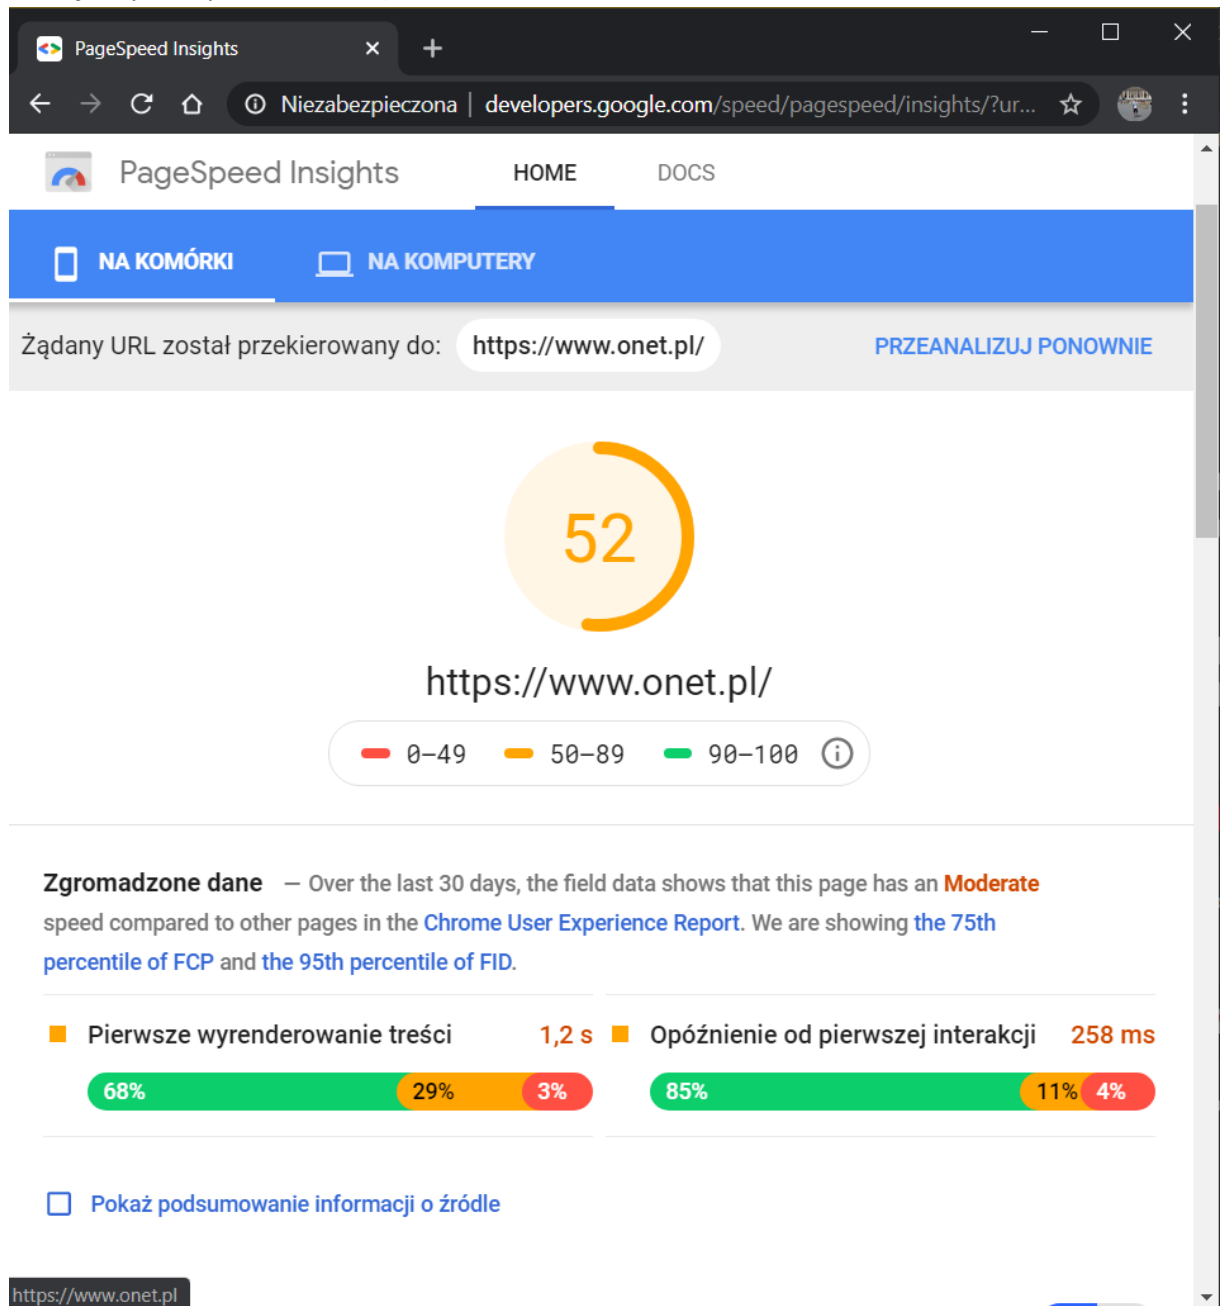 PageSpeed Insights
Niezabezpieczona | developers.google.com/speed/pagespeed/insights/?ur...
PageSpeed Insights HOME DOCS
NA KOMÓRKI NA KOMPUTERY
Żądany URL został przekierowany do: https://www.onet.pl/ PRZEANALIZUJ PONOWNIE
52
https://www.onet.pl/
0–49 50–89 90–100
Zgromadzone dane — Over the last 30 days, the field data shows that this page has an Moderate
speed compared to other pages in the Chrome User Experience Report. We are showing the 75th
percentile of FCP and the 95th percentile of FID.
Pierwsze wyrenderowanie treści 1,2 s Opóźnienie od pierwszej interakcji 258 ms
68% 29% 3% 85% 11% 4%
Pokaż podsumowanie informacji o źródle
https://www.onet.pl